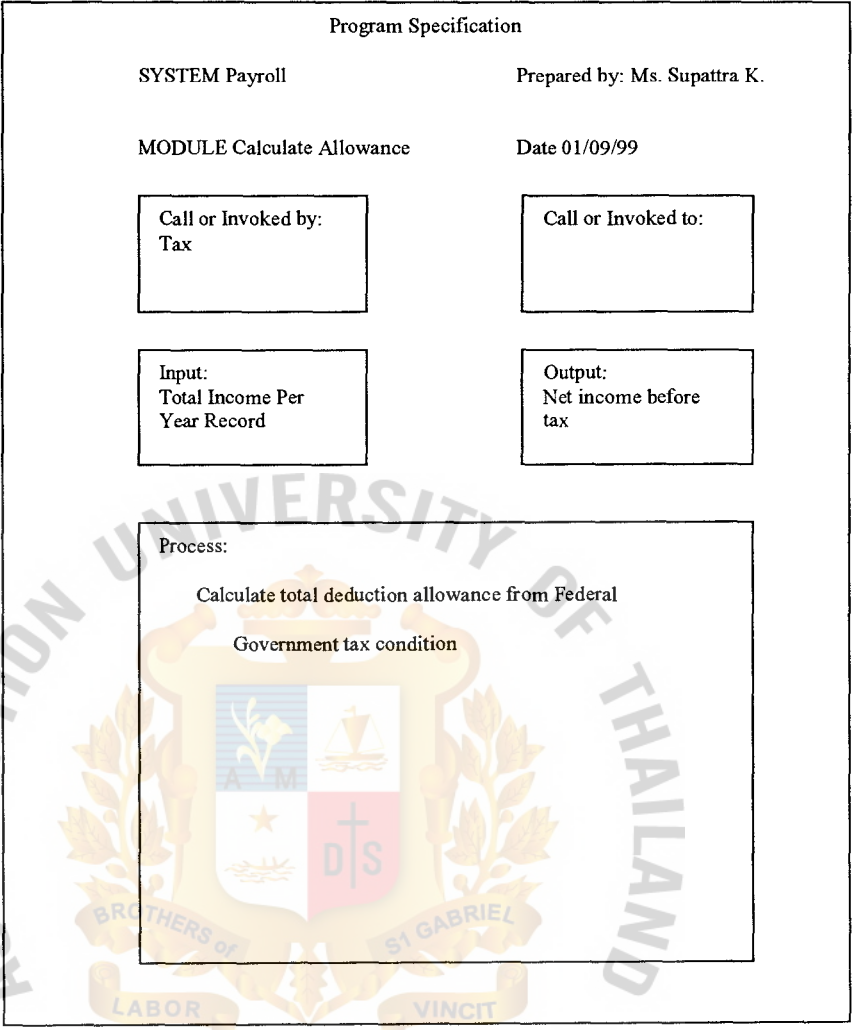 Program Specification
SYSTEM Payroll
Prepared by: Ms. Supattra K.
MODULE Calculate Allowance
Date 01/09/99
Call or Invoked by:
Tax
Call or Invoked to:
Input:
Total Income Per
Year Record
Output:
Net income before
tax
Process:
Calculate total deduction allowance from Federal
Government tax condition
UNIVERSITY OF THAILAND
A M
D S
BROTHERS of ST GABRIEL
LABOR VINCIT